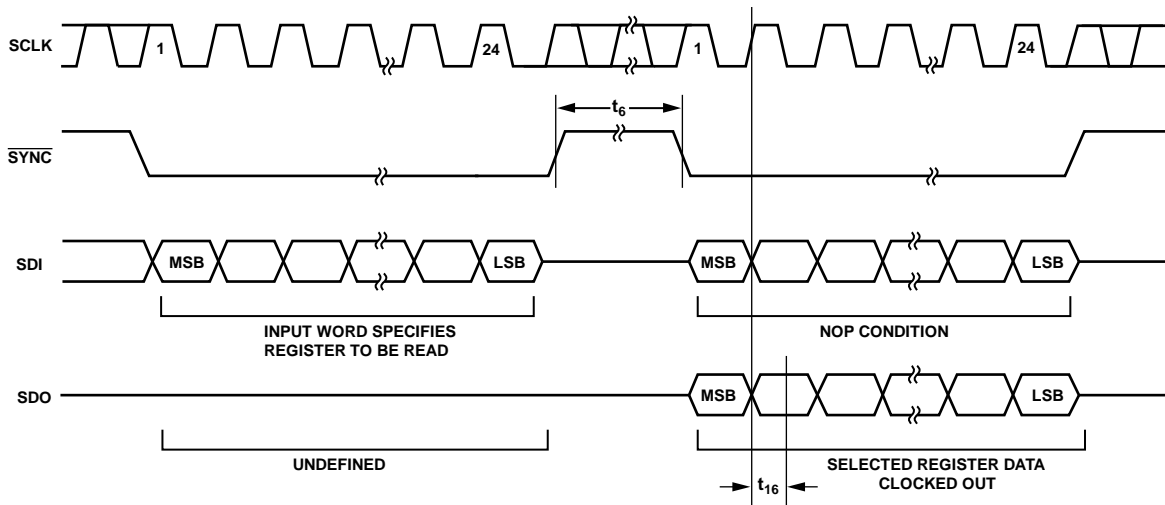 SCLK
1
24
1
24
t6
SYNC
SDI
MSB
LSB
MSB
LSB
INPUT WORD SPECIFIES
REGISTER TO BE READ
NOP CONDITION
SDO
MSB
LSB
UNDEFINED
SELECTED REGISTER DATA
CLOCKED OUT
t16